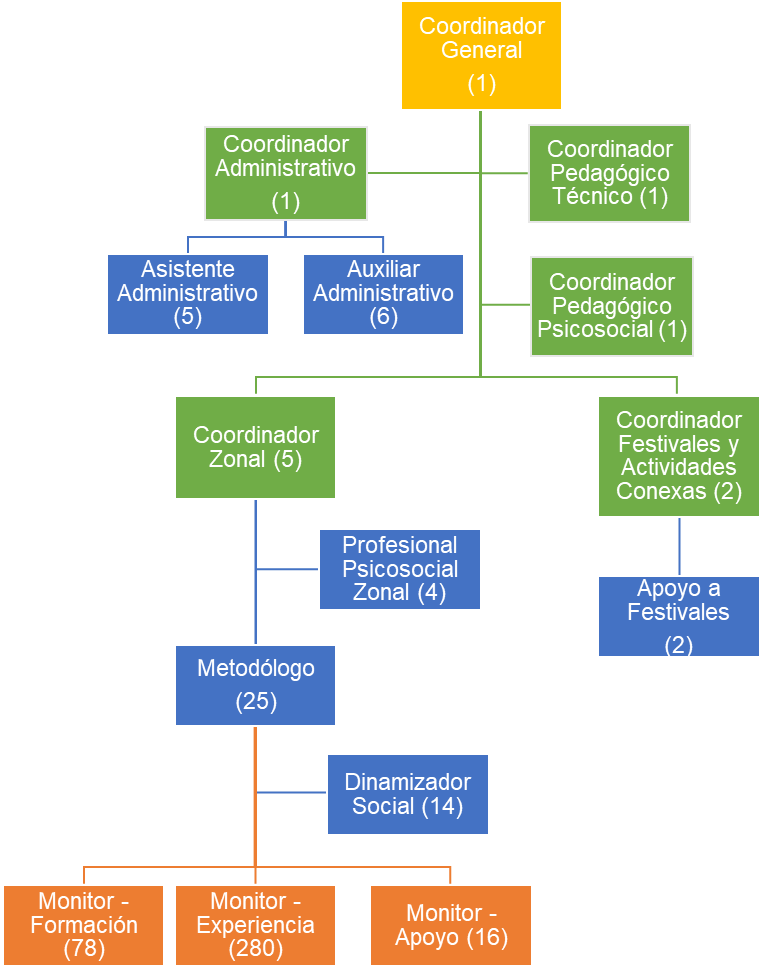 Coordinador
General
(1)
Coordinador
Administrativo
(1)
Coordinador
Pedagógico
Técnico (1)
Asistente
Administrativo
(5)
Auxiliar
Administrativo
(6)
Coordinador
Pedagógico
Psicosocial (1)
Coordinador
Zonal (5)
Coordinador
Festivales y
Actividades
Conexas (2)
Profesional
Psicosocial
Zonal (4)
Apoyo a
Festivales
(2)
Metodólogo
(25)
Dinamizador
Social (14)
Monitor -
Formación
(78)
Monitor -
Experiencia
(280)
Monitor -
Apoyo (16)